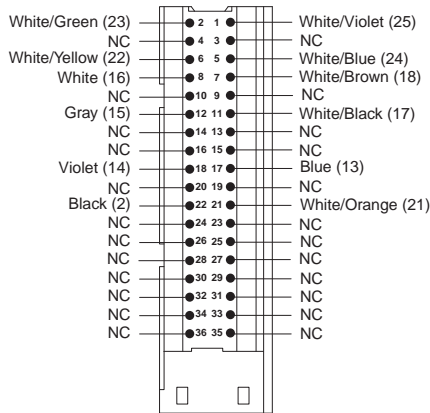 White/Green (23) 2 1 White/Violet (25)
NC 4 3 NC
White/Yellow (22) 6 5 White/Blue (24)
White (16) 8 7 White/Brown (18)
NC 10 9 NC
Gray (15) 12 11 White/Black (17)
NC 14 13 NC
NC 16 15 NC
Violet (14) 18 17 Blue (13)
NC 20 19 NC
Black (2) 22 21 White/Orange (21)
NC 24 23 NC
NC 26 25 NC
NC 28 27 NC
NC 30 29 NC
NC 32 31 NC
NC 34 33 NC
NC 36 35 NC